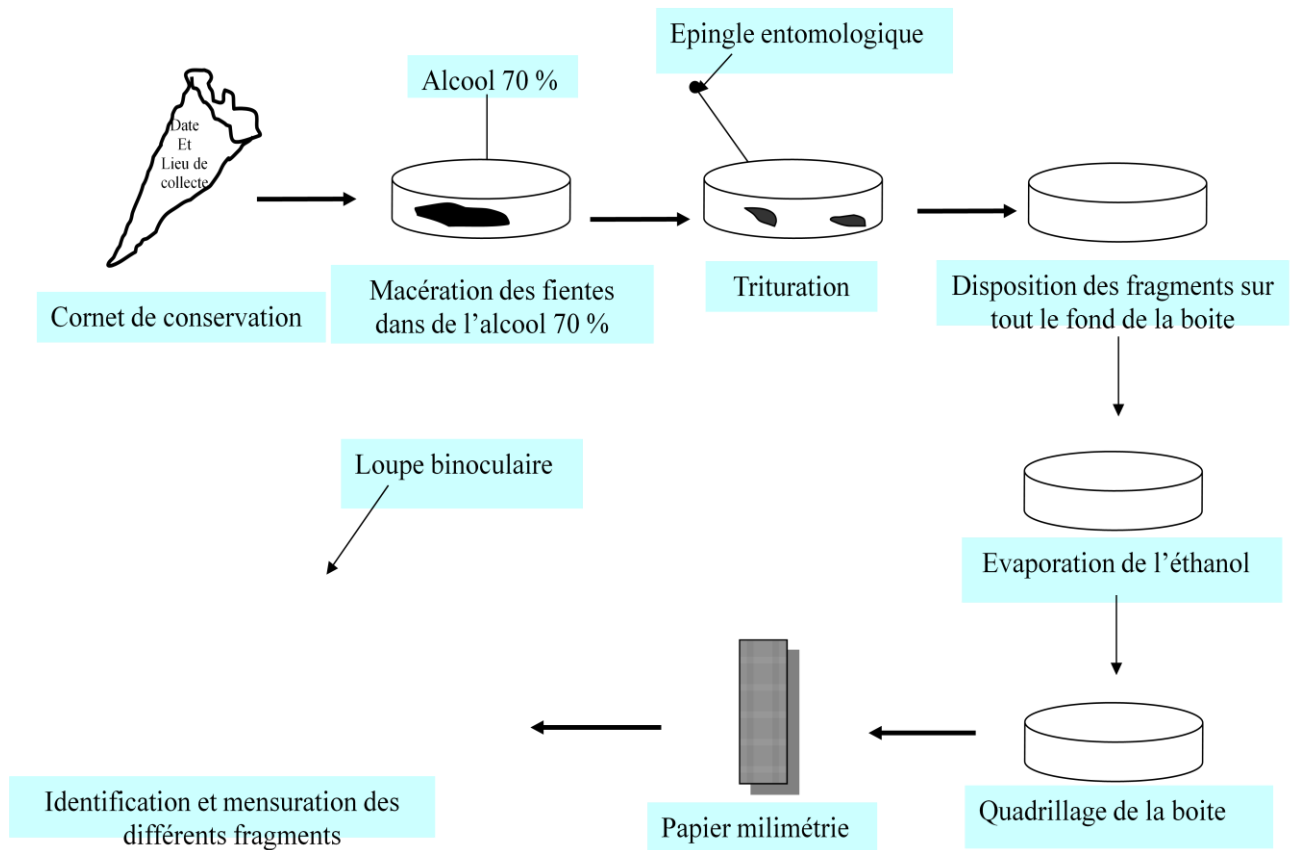 Epingle entomologique
Alcool 70 %
Date
Et
Lieu de
collecte
Cornet de conservation
Macération des fientes
dans de l’alcool 70 %
Trituration
Disposition des fragments sur
tout le fond de la boite
Loupe binoculaire
Evaporation de l’éthanol
Identification et mensuration des
différents fragments
Papier milimétrie
Quadrillage de la boite